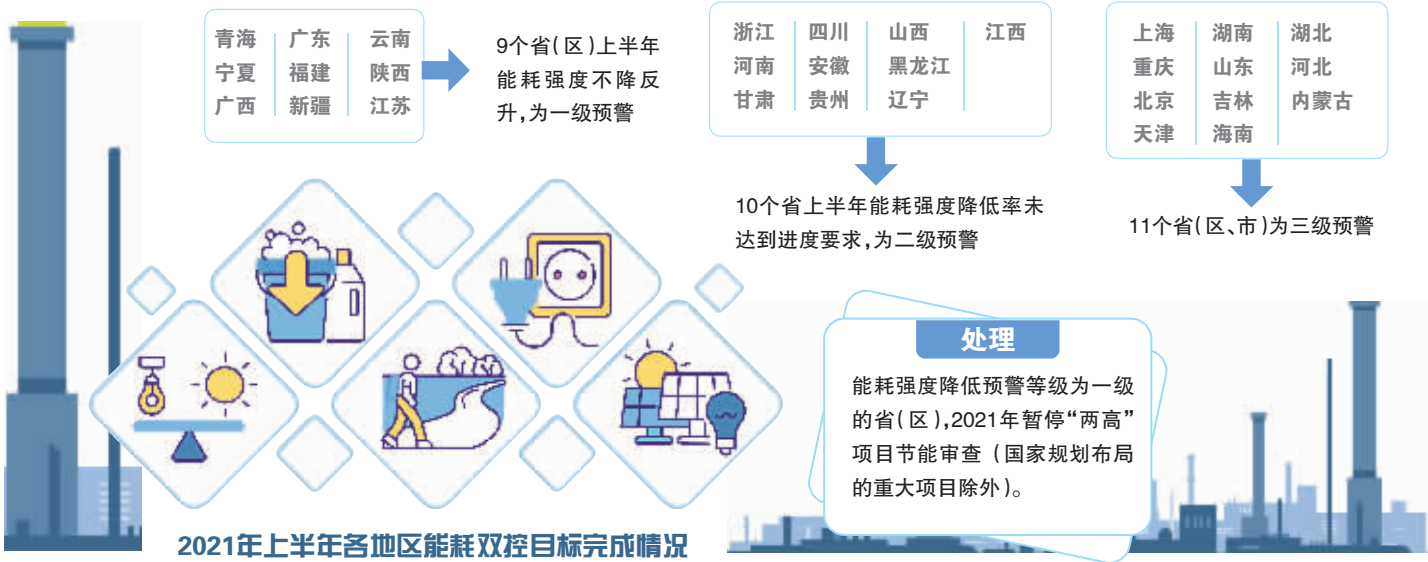 青海 广东 云南
宁夏 福建 陕西
广西 新疆 江苏
9个省(区)上半年
能耗强度不降反
升,为一级预警
浙江 四川 山西 江西
河南 安徽 黑龙江
甘肃 贵州 辽宁
10个省上半年能耗强度降低率未
达到进度要求,为二级预警
上海 湖南 湖北
重庆 山东 河北
北京 吉林 内蒙古
天津 海南
11个省(区、市)为三级预警
处理
能耗强度降低预警等级为一级
的省(区),2021年暂停“两高”
项目节能审查(国家规划布局
的重大项目除外)。
2021年上半年各地区能耗双控目标完成情况